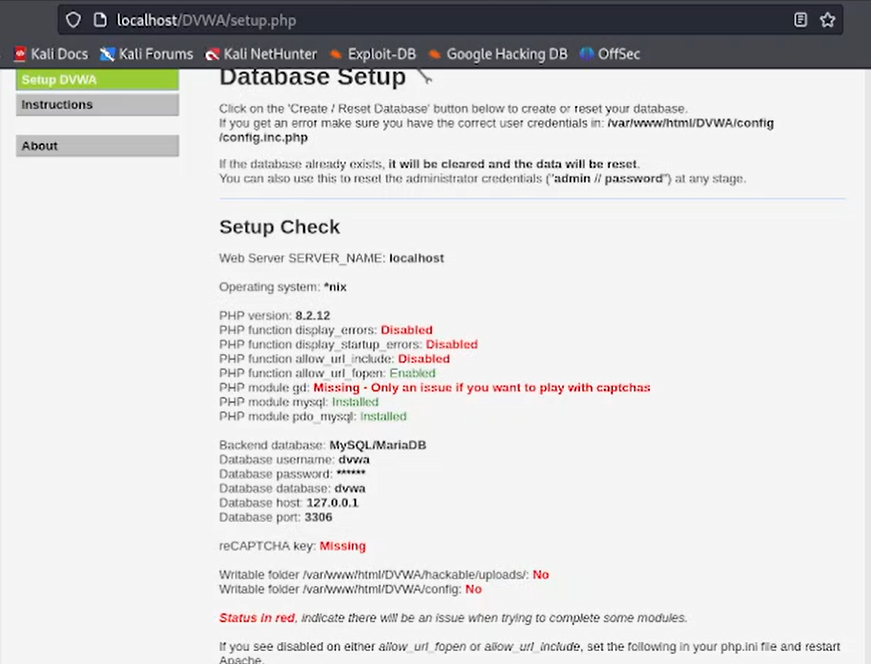 localhost/DVWA/setup.php
Kali Docs Kali Forums Kali NetHunter Exploit-DB Google Hacking DB OffSec
Setup DVWA
Instructions
About
Database Setup
Click on the 'Create / Reset Database' button below to create or reset your database.
If you get an error make sure you have the correct user credentials in: /var/www/html/DVWA/config
/config.inc.php
If the database already exists, it will be cleared and the data will be reset.
You can also use this to reset the administrator credentials ("admin // password") at any stage.
Setup Check
Web Server SERVER_NAME: localhost
Operating system: *nix
PHP version: 8.2.12
PHP function display_errors: Disabled
PHP function display_startup_errors: Disabled
PHP function allow_url_include: Disabled
PHP function allow_url_fopen: Enabled
PHP module gd: Missing - Only an issue if you want to play with captchas
PHP module mysql: Installed
PHP module pdo_mysql: Installed
Backend database: MySQL/MariaDB
Database username: dvwa
Database password: ******
Database database: dvwa
Database host: 127.0.0.1
Database port: 3306
reCAPTCHA key: Missing
Writable folder /var/www/html/DVWA/hackable/uploads/: No
Writable folder /var/www/html/DVWA/config: No
Status in red, indicate there will be an issue when trying to complete some modules.
If you see disabled on either allow_url_fopen or allow_url_include, set the following in your php.ini file and restart
Apache.